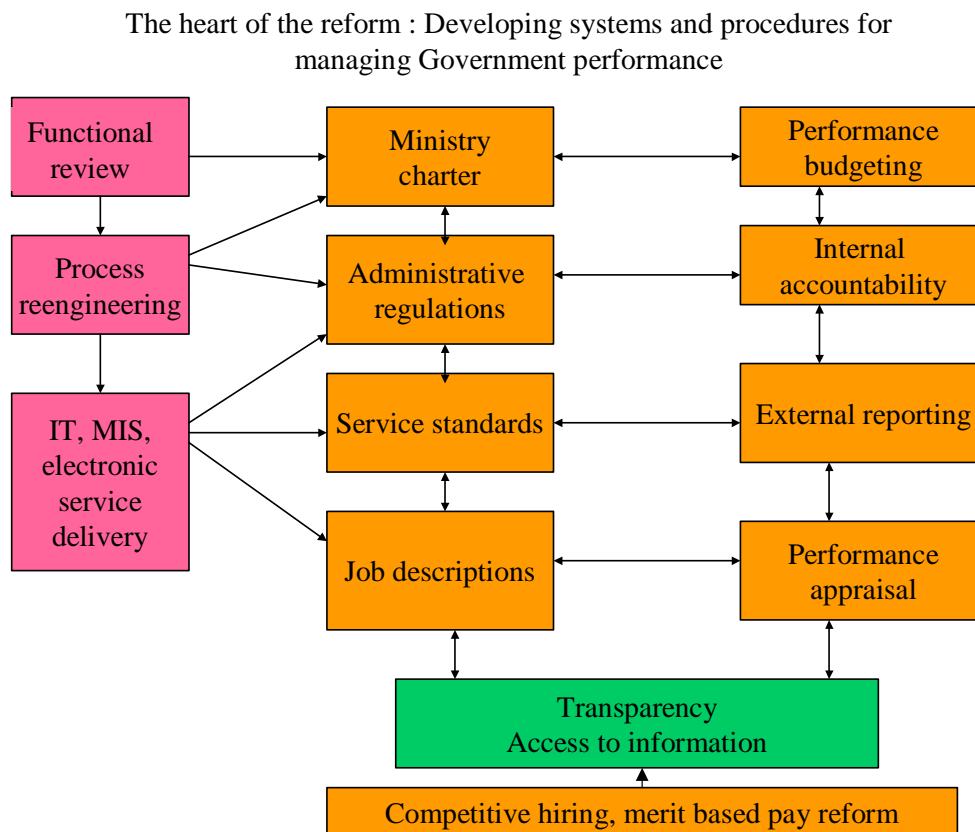 The heart of the reform : Developing systems and procedures for
managing Government performance
Functional
review
Ministry
charter
Performance
budgeting
Process
reengineering
Administrative
regulations
Internal
accountability
IT, MIS,
electronic
service
delivery
Service standards
External reporting
Job descriptions
Performance
appraisal
Transparency
Access to information
Competitive hiring, merit based pay reform